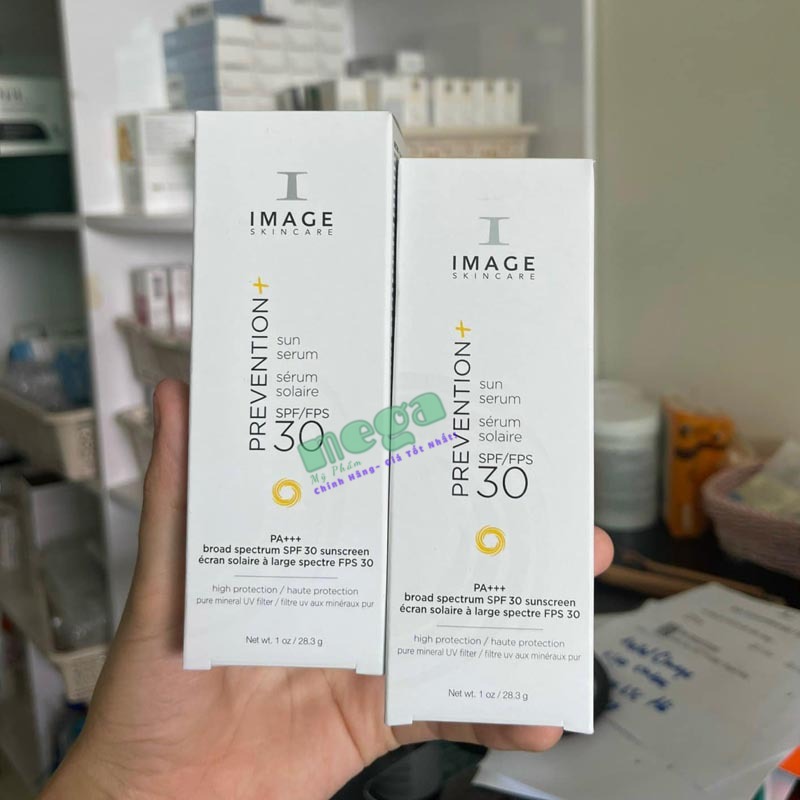 IMAGE
SKINCARE
PREVENTION+
sun
serum
sérum
solaire
SPF/FPS
30
PA+++
broad spectrum SPF 30 sunscreen
écran solaire à large spectre FPS 30
high protection / haute protection
pure mineral UV filter / filtre uv aux minéraux pur
Net wt. 1 oz / 28.3 g
IMAGE
SKINCARE
PREVENTION+
sun
serum
sérum
solaire
SPF/FPS
30
PA+++
broad spectrum SPF 30 sunscreen
écran solaire à large spectre FPS 30
high protection / haute protection
pure mineral UV filter / filtre uv aux minéraux pur
Net wt. 1 oz / 28.3 g
mega
Mỹ Phẩm
Chính Hãng- Giá Tốt Nhất!